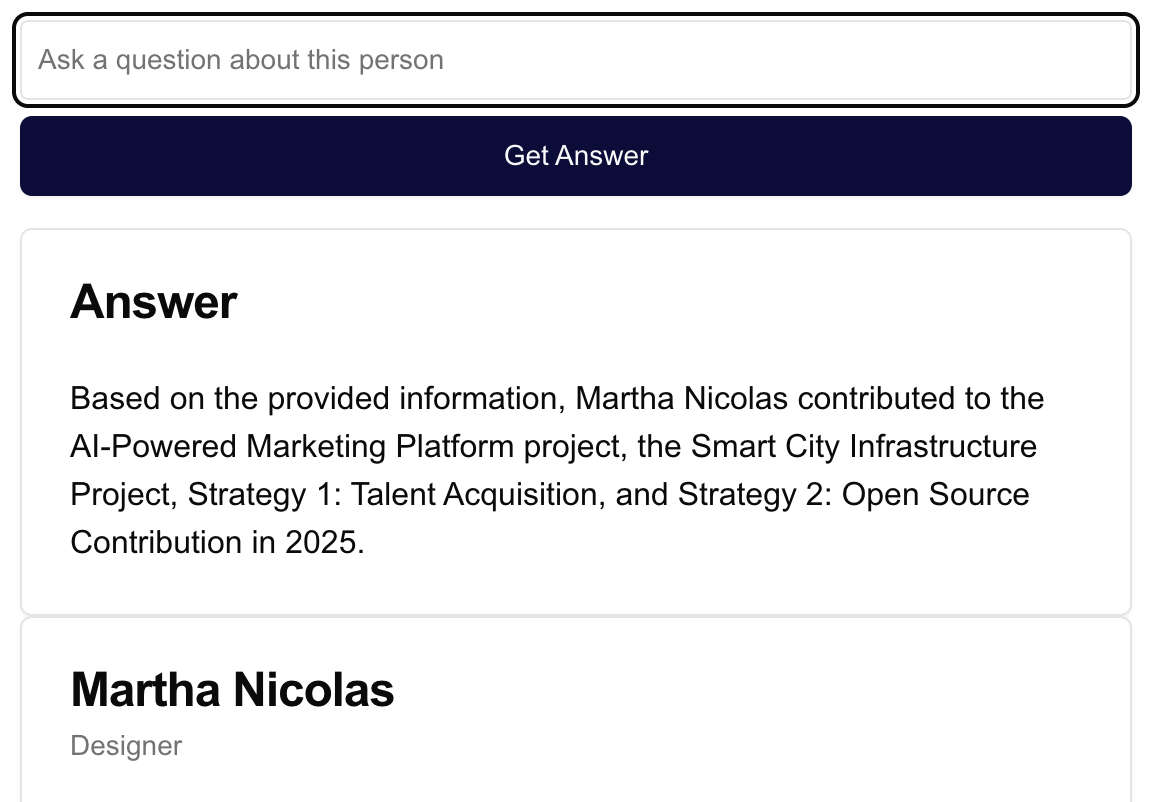 Ask a question about this person
Get Answer
Answer
Based on the provided information, Martha Nicolas contributed to the
AI-Powered Marketing Platform project, the Smart City Infrastructure
Project, Strategy 1: Talent Acquisition, and Strategy 2: Open Source
Contribution in 2025.
Martha Nicolas
Designer